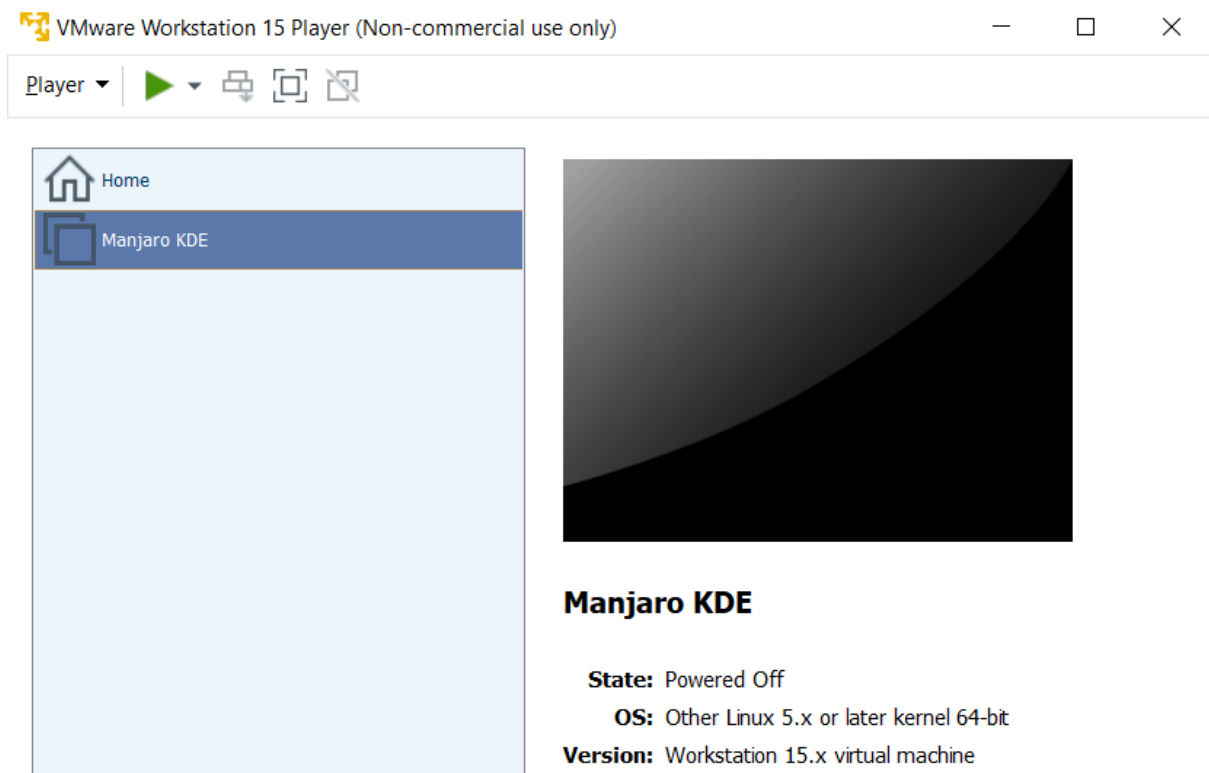 VMware Workstation 15 Player (Non-commercial use only)
Player
Home
Manjaro KDE
Manjaro KDE
State: Powered Off
OS: Other Linux 5.x or later kernel 64-bit
Version: Workstation 15.x virtual machine